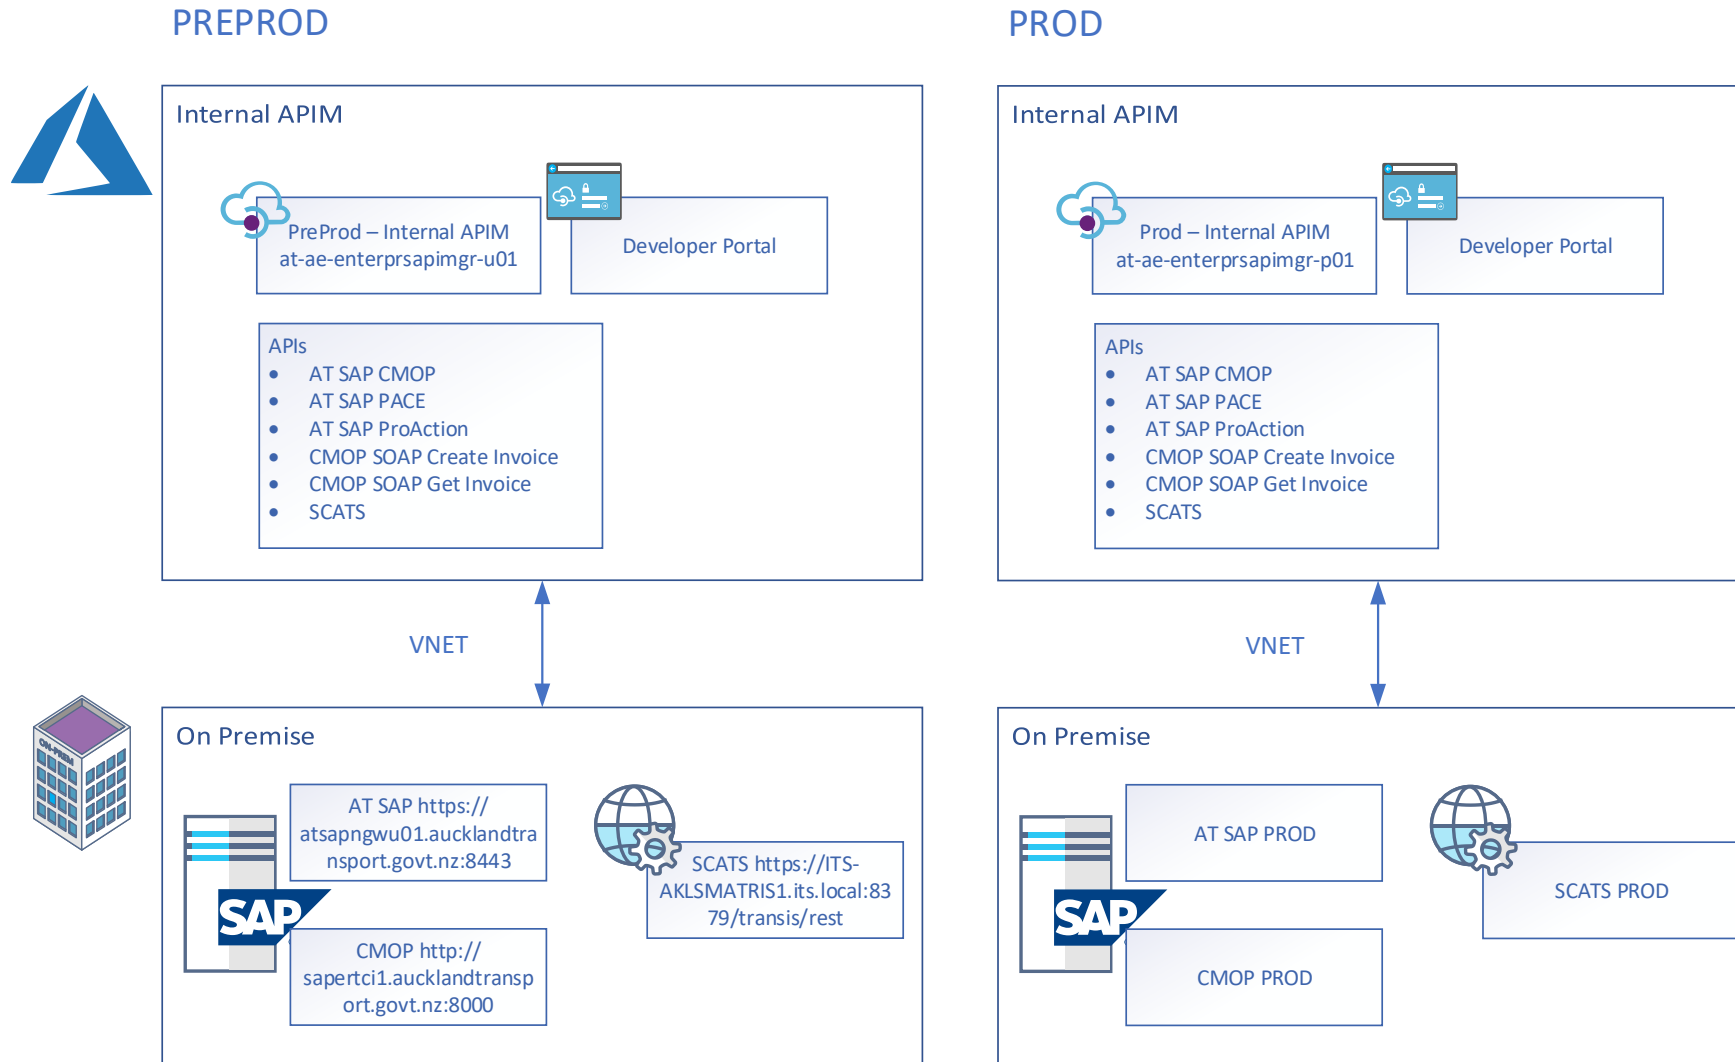 PREPROD
PROD
Internal APIM
PreProd – Internal APIM
at-ae-enterprsapimgr-u01
Developer Portal
APIs
• AT SAP CMOP
• AT SAP PACE
• AT SAP ProAction
• CMOP SOAP Create Invoice
• CMOP SOAP Get Invoice
• SCATS
Internal APIM
Prod – Internal APIM
at-ae-enterprsapimgr-p01
Developer Portal
APIs
• AT SAP CMOP
• AT SAP PACE
• AT SAP ProAction
• CMOP SOAP Create Invoice
• CMOP SOAP Get Invoice
• SCATS
VNET
VNET
ON-PREM
On Premise
AT SAP https://
atsapngwu01.aucklandtra
nsport.govt.nz:8443
SAP
CMOP http://
sapertci1.aucklandtransp
ort.govt.nz:8000
SCATS https://ITS-
AKLSMATRIS1.its.local:83
79/transis/rest
On Premise
AT SAP PROD
SAP
CMOP PROD
SCATS PROD